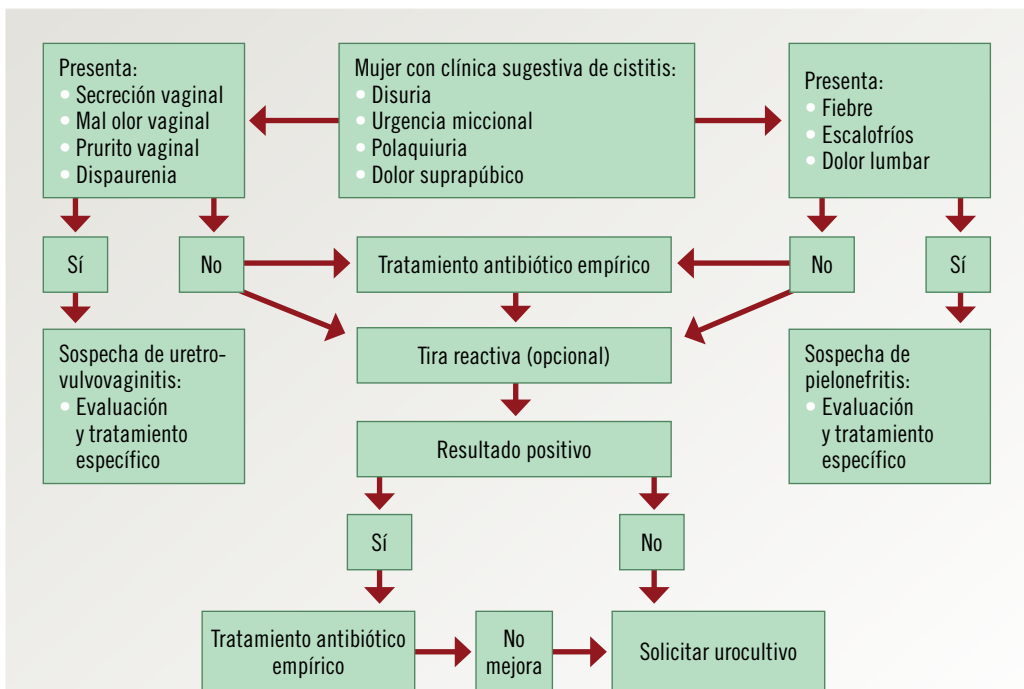 Presenta:
Secreción vaginal
Mal olor vaginal
Prurito vaginal
Dispaurenia
Mujer con clínica sugestiva de cistitis:
Disuria
Urgencia miccional
Polaquiuria
Dolor suprapúbico
Presenta:
Fiebre
Escalofríos
Dolor lumbar
Sí
No
Tratamiento antibiótico empírico
No
Sí
Sospecha de uretro-
vulvovaginitis:
Evaluación
y tratamiento
específico
Tira reactiva (opcional)
Sospecha de
pielonefritis:
Evaluación
y tratamiento
específico
Resultado positivo
Sí
No
Tratamiento antibiótico
empírico
No
mejora
Solicitar urocultivo